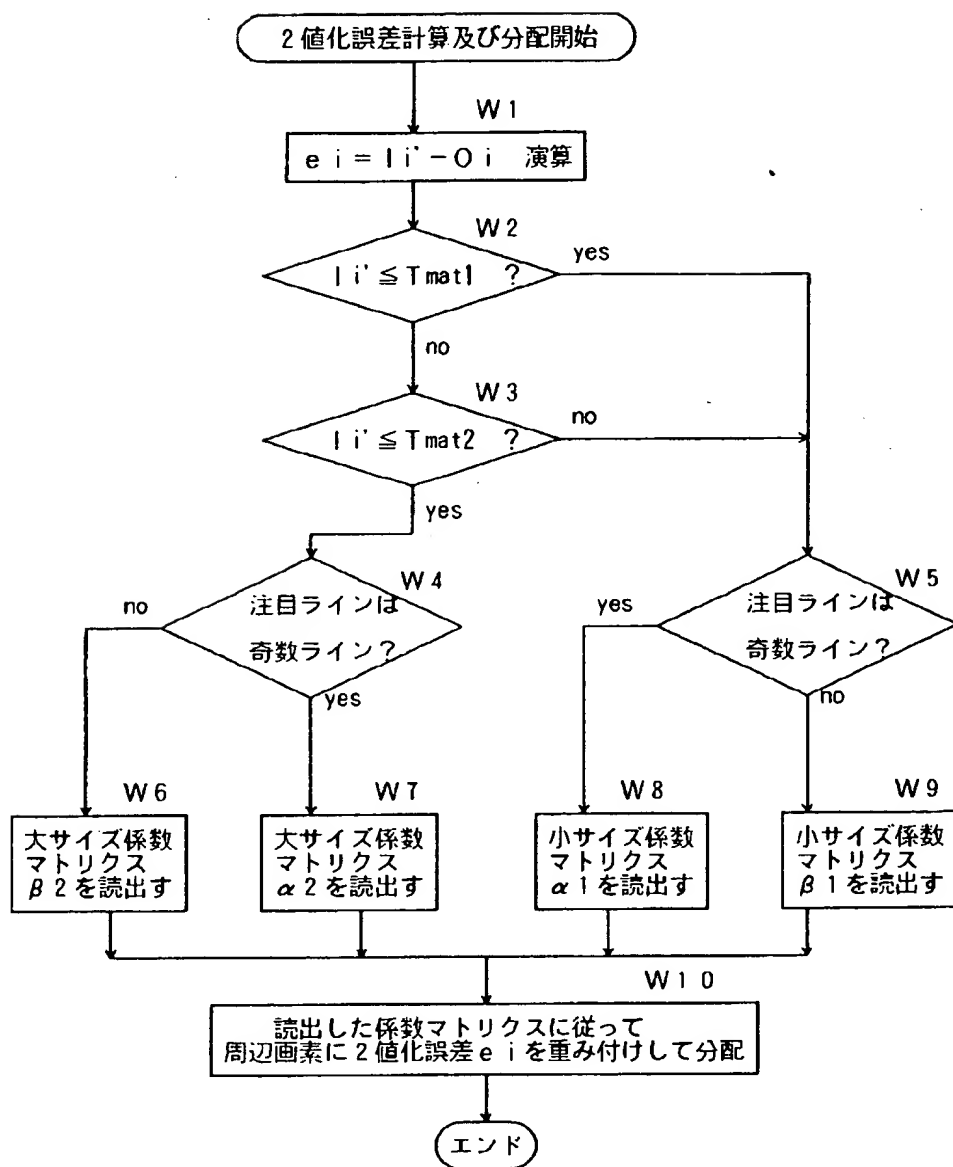 2値化誤差計算及び分配開始
W1
ei=Ii'-Oi 演算
W2
Ii'≦Tmat1 ?
yes
no
W3
Ii'≦Tmat2 ?
no
yes
W4
注目ラインは
奇数ライン?
no
yes
W5
注目ラインは
奇数ライン?
yes
no
W6
大サイズ係数
マトリクス
β2を読出す
W7
大サイズ係数
マトリクス
α2を読出す
W8
小サイズ係数
マトリクス
α1を読出す
W9
小サイズ係数
マトリクス
β1を読出す
W10
読出した係数マトリクスに従って
周辺画素に2値化誤差eiを重み付けして分配
エンド